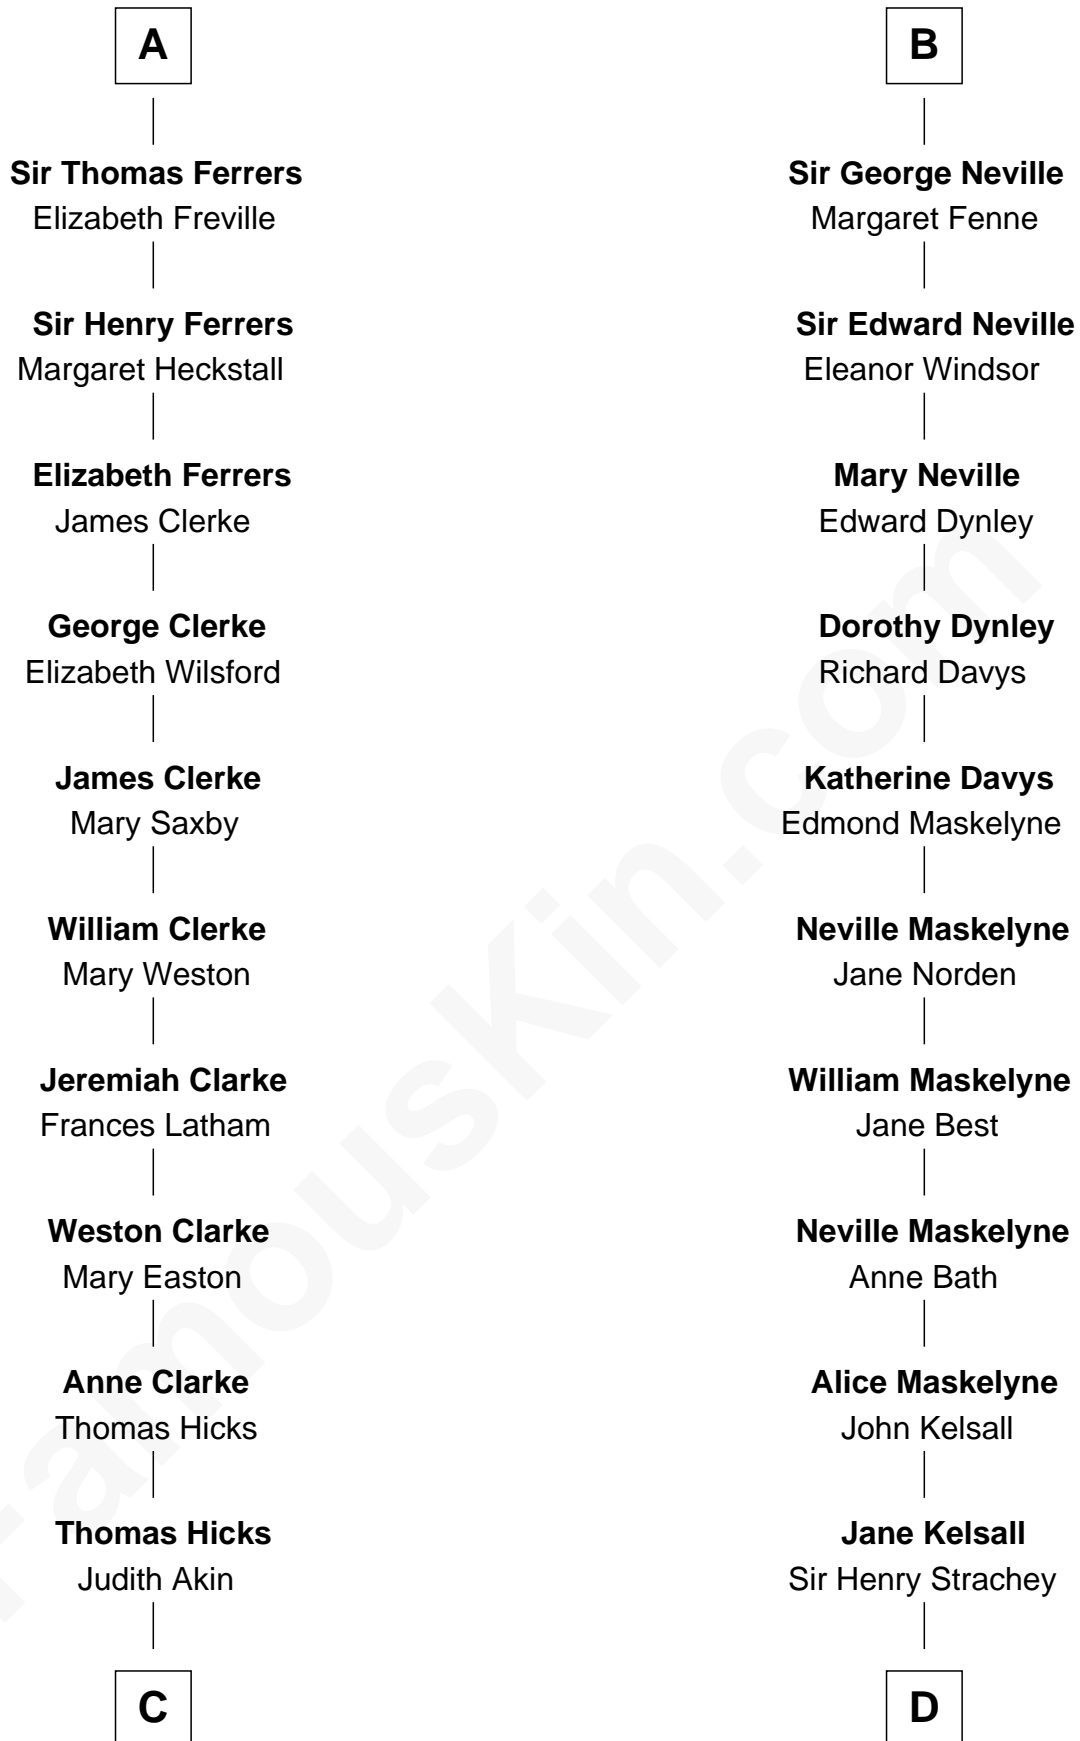 A
Sir Thomas Ferrers
Elizabeth Freville
Sir Henry Ferrers
Margaret Heckstall
Elizabeth Ferrers
James Clerke
George Clerke
Elizabeth Wilsford
James Clerke
Mary Saxby
William Clerke
Mary Weston
Jeremiah Clarke
Frances Latham
Weston Clarke
Mary Easton
Anne Clarke
Thomas Hicks
Thomas Hicks
Judith Akin
C
B
Sir George Neville
Margaret Fenne
Sir Edward Neville
Eleanor Windsor
Mary Neville
Edward Dynley
Dorothy Dynley
Richard Davys
Katherine Davys
Edmond Maskelyne
Neville Maskelyne
Jane Norden
William Maskelyne
Jane Best
Neville Maskelyne
Anne Bath
Alice Maskelyne
John Kelsall
Jane Kelsall
Sir Henry Strachey
D
FamousKin.com